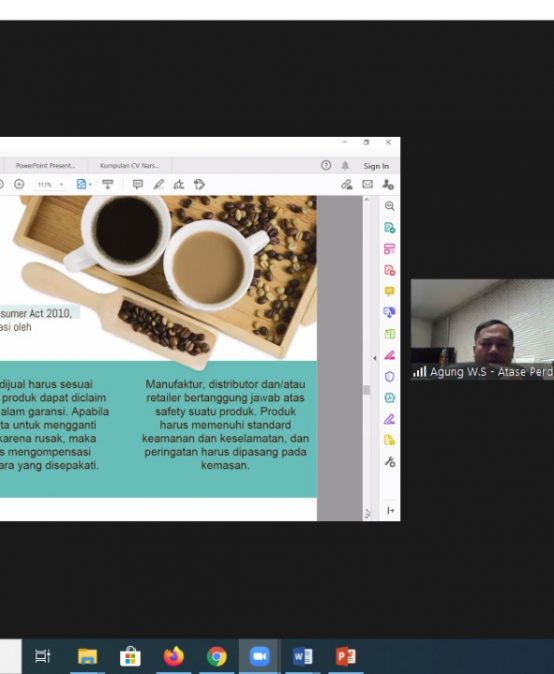 PowerPoint Present...
Kumpulan CV Nars...
Sign In
113%
sumer Act 2010,
asi oleh
dijual harus sesuai
produk dapat diclaim
alam garansi. Apabila
ta untuk mengganti
karena rusak, maka
s mengompensasi
ara yang disepakati.
Manufaktur, distributor dan/atau
retailer bertanggung jawab atas
safety suatu produk. Produk
harus memenuhi standard
keamanan dan keselamatan, dan
peringatan harus dipasang pada
kemasan.
Agung W.S - Atase Perd